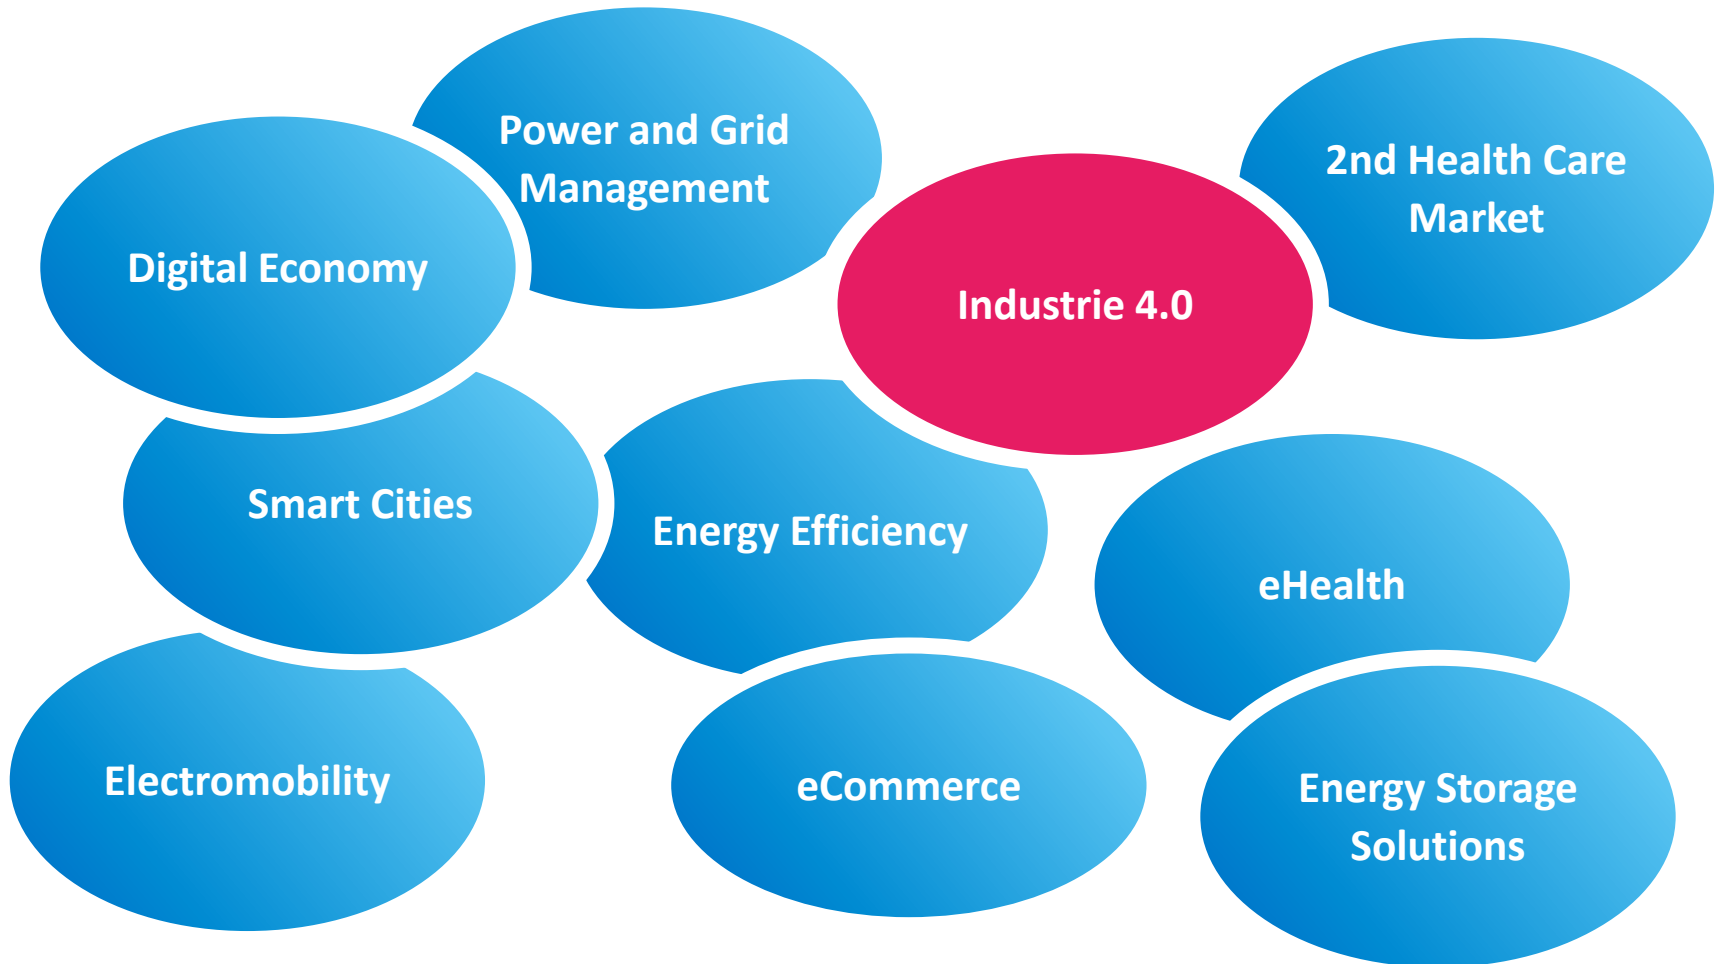 Power and Grid
Management
2nd Health Care
Market
Digital Economy
Industrie 4.0
Smart Cities
Energy Efficiency
eHealth
Electromobility
eCommerce
Energy Storage
Solutions